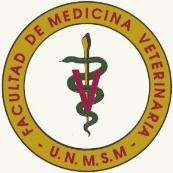 FACULTAD DE MEDICINA VETERINARIA
- U.N.M.S.M -
V